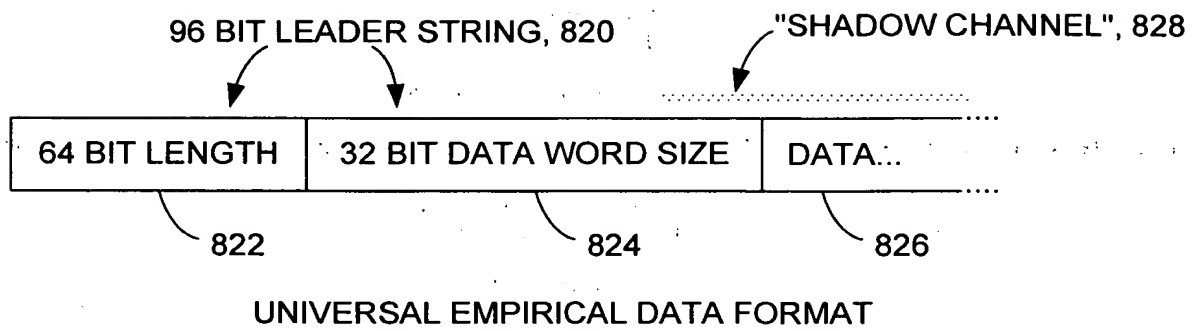 96 BIT LEADER STRING, 820
"SHADOW CHANNEL", 828
64 BIT LENGTH
32 BIT DATA WORD SIZE
DATA...
822
824
826
UNIVERSAL EMPIRICAL DATA FORMAT